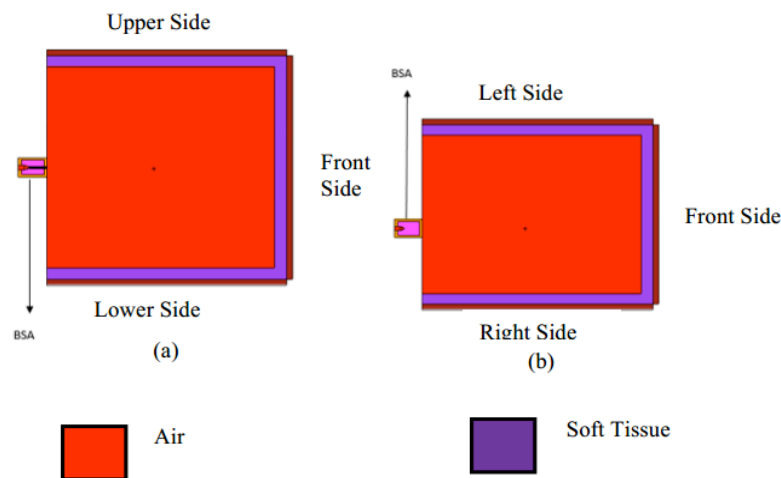 Upper Side
Front
Side
Lower Side
BSA
(a)
BSA
Left Side
Front Side
Right Side
(b)
Air
Soft Tissue